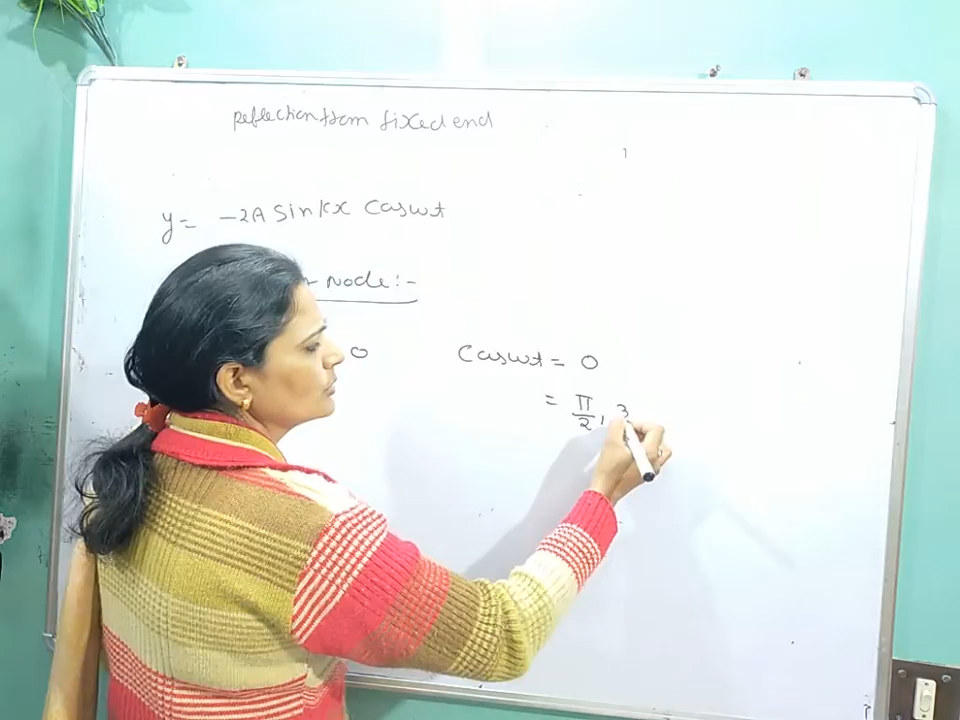 Reflection from fixed end
y= -2A Sin kx Coswt
Node:-
0 Coswt = 0
= π/2, 3